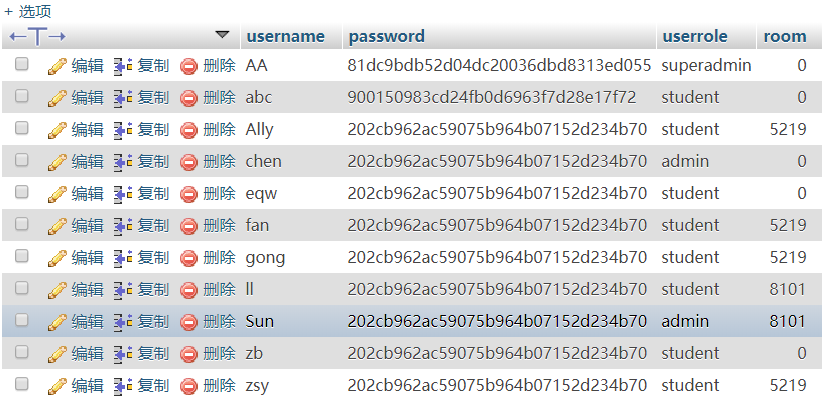 + 选项
←T→ username password userrole room
编辑 复制 删除 AA 81dc9bdb52d04dc20036dbd8313ed055 superadmin 0
编辑 复制 删除 abc 900150983cd24fb0d6963f7d28e17f72 student 0
编辑 复制 删除 Ally 202cb962ac59075b964b07152d234b70 student 5219
编辑 复制 删除 chen 202cb962ac59075b964b07152d234b70 admin 0
编辑 复制 删除 eqw 202cb962ac59075b964b07152d234b70 student 0
编辑 复制 删除 fan 202cb962ac59075b964b07152d234b70 student 5219
编辑 复制 删除 gong 202cb962ac59075b964b07152d234b70 student 5219
编辑 复制 删除 ll 202cb962ac59075b964b07152d234b70 student 8101
编辑 复制 删除 Sun 202cb962ac59075b964b07152d234b70 admin 8101
编辑 复制 删除 zb 202cb962ac59075b964b07152d234b70 student 0
编辑 复制 删除 zsy 202cb962ac59075b964b07152d234b70 student 5219